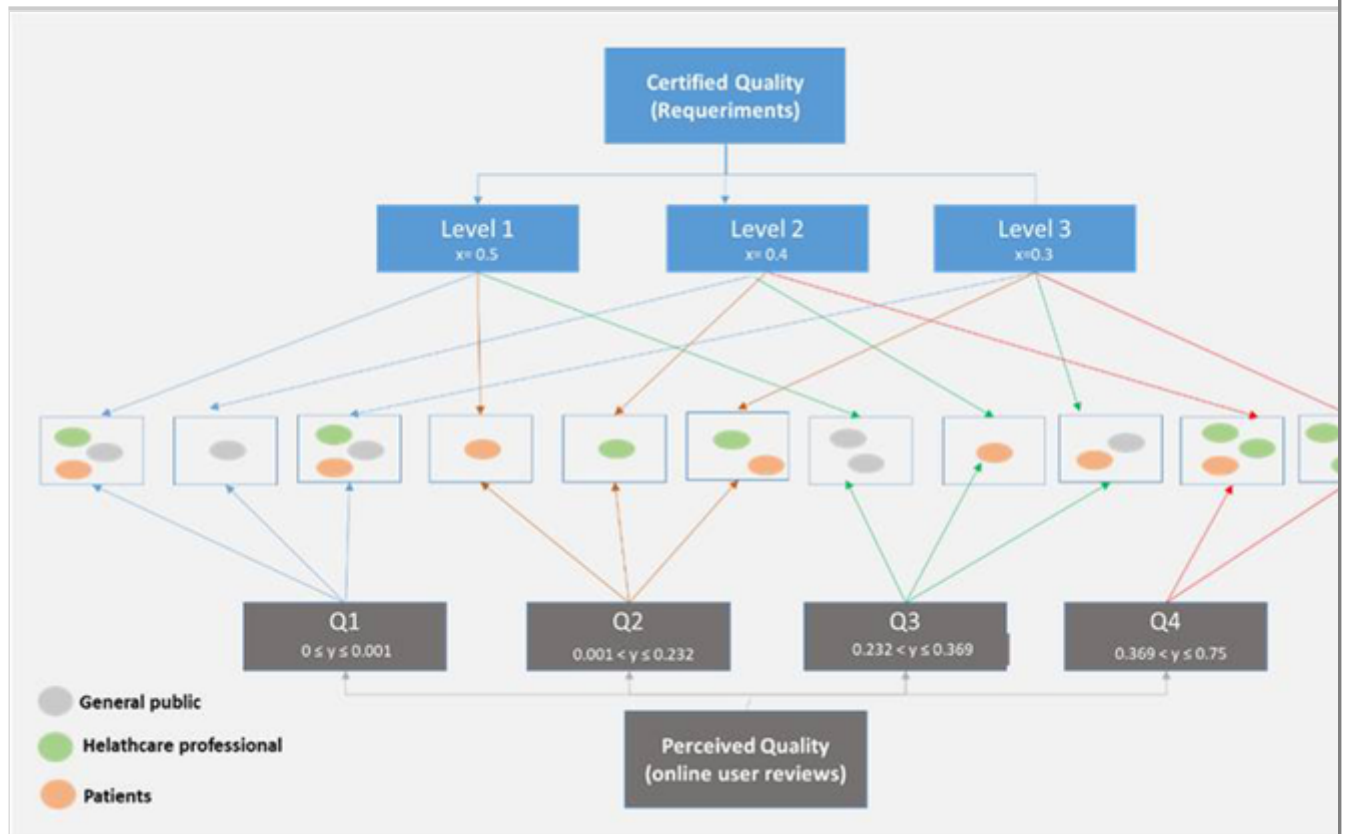 Certified Quality
(Requeriments)
Level 1
x= 0.5
Level 2
x= 0.4
Level 3
x=0.3
Q1
0 ≤ y ≤ 0.001
Q2
0.001 < y ≤ 0.232
Q3
0.232 < y ≤ 0.369
Q4
0.369 < y ≤ 0.75
General public
Helathcare professional
Patients
Perceived Quality
(online user reviews)